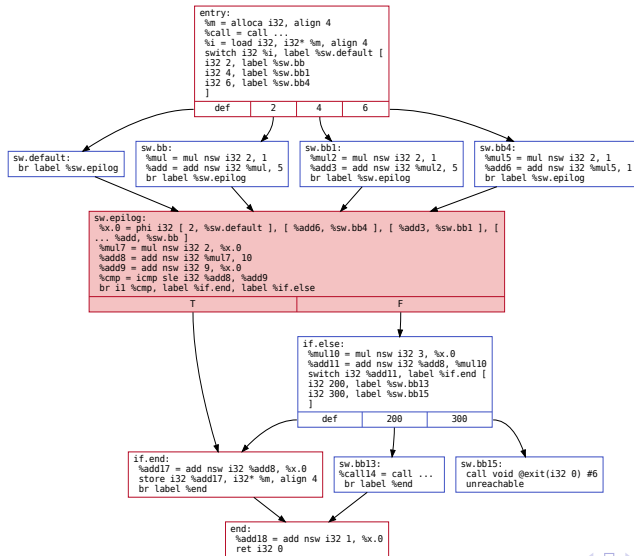 entry:
%m = alloca i32, align 4
%call = call ...
%i = load i32, i32* %m, align 4
switch i32 %i, label %sw.default [
i32 2, label %sw.bb
i32 4, label %sw.bb1
i32 6, label %sw.bb4
]
def 2 4 6
sw.default:
br label %sw.epilog
sw.bb:
%mul = mul nsw i32 2, 1
%add = add nsw i32 %mul, 5
br label %sw.epilog
sw.bb1:
%mul2 = mul nsw i32 2, 1
%add3 = add nsw i32 %mul2, 5
br label %sw.epilog
sw.bb4:
%mul5 = mul nsw i32 2, 1
%add6 = add nsw i32 %mul5, 1
br label %sw.epilog
sw.epilog:
%x.0 = phi i32 [ 2, %sw.default ], [ %add6, %sw.bb4 ], [ %add3, %sw.bb1 ], [
... %add, %sw.bb ]
%mul7 = mul nsw i32 2, %x.0
%add8 = add nsw i32 %mul7, 10
%add9 = add nsw i32 9, %x.0
%cmp = icmp sle i32 %add8, %add9
br i1 %cmp, label %if.end, label %if.else
T F
if.else:
%mul10 = mul nsw i32 3, %x.0
%add11 = add nsw i32 %add8, %mul10
switch i32 %add11, label %if.end [
i32 200, label %sw.bb13
i32 300, label %sw.bb15
]
def 200 300
if.end:
%add17 = add nsw i32 %add8, %x.0
store i32 %add17, i32* %m, align 4
br label %end
sw.bb13:
%call14 = call ...
br label %end
sw.bb15:
call void @exit(i32 0) #6
unreachable
end:
%add18 = add nsw i32 1, %x.0
ret i32 0